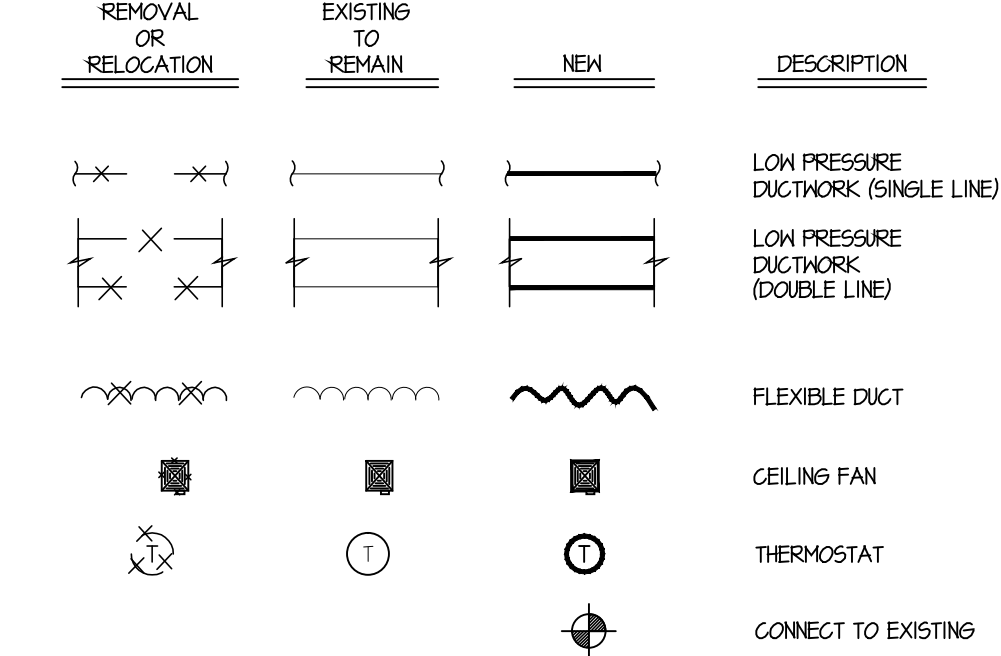 REMOVAL
OR
RELOCATION
EXISTING
TO
REMAIN
NEW
DESCRIPTION
LOW PRESSURE
DUCTWORK (SINGLE LINE)
LOW PRESSURE
DUCTWORK
(DOUBLE LINE)
FLEXIBLE DUCT
CEILING FAN
T
T
T
THERMOSTAT
CONNECT TO EXISTING